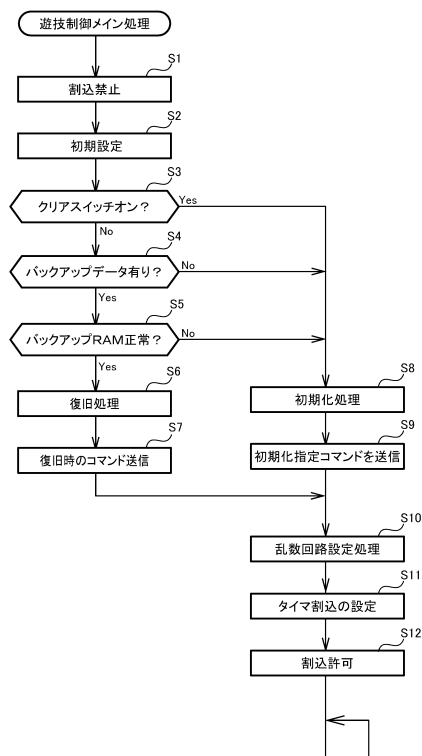 遊技制御メイン処理
S1
割込禁止
S2
初期設定
S3
クリアスイッチオン？
Yes
No
S4
バックアップデータ有り？
No
Yes
S5
バックアップRAM正常？
No
Yes
S6
復旧処理
S7
復旧時のコマンド送信
S8
初期化処理
S9
初期化指定コマンドを送信
S10
乱数回路設定処理
S11
タイマ割込の設定
S12
割込許可